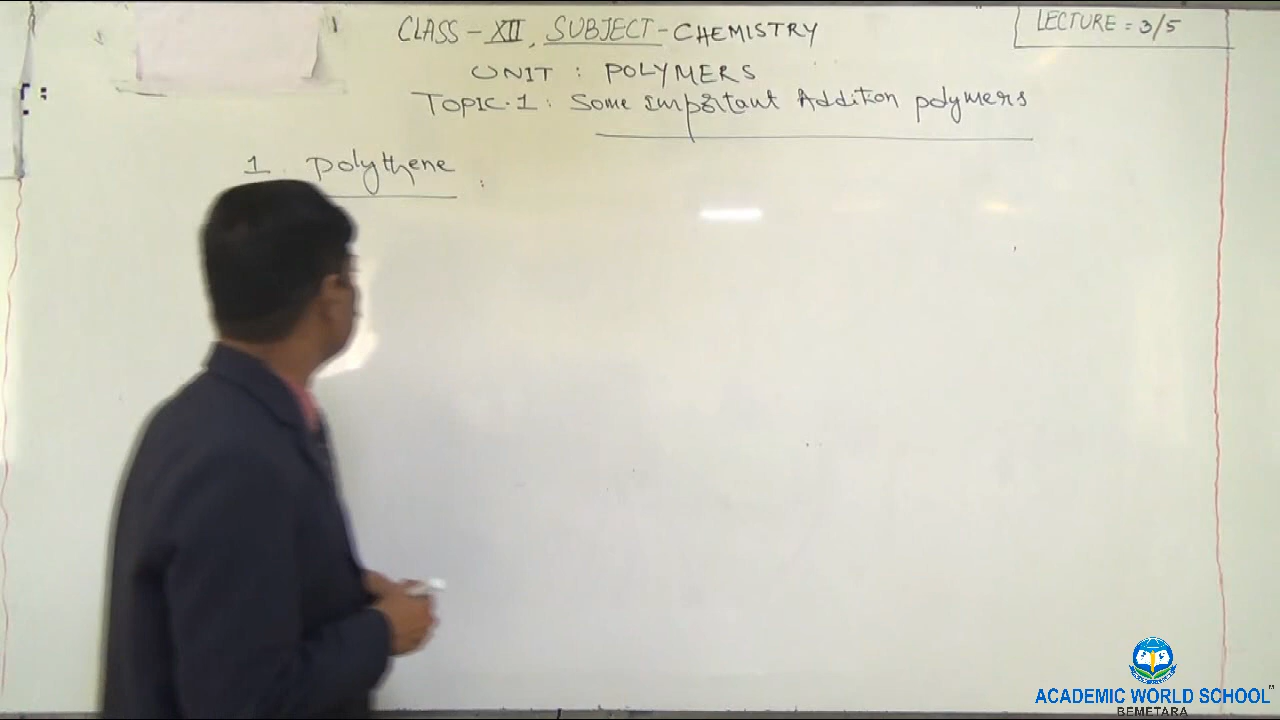 CLASS - XII, SUBJECT - CHEMISTRY
LECTURE = 3/5
UNIT : POLYMERS
TOPIC.1 : Some Important Addition polymers
1. Polythene :
ACADEMIC WORLD SCHOOL"
BEMETARA